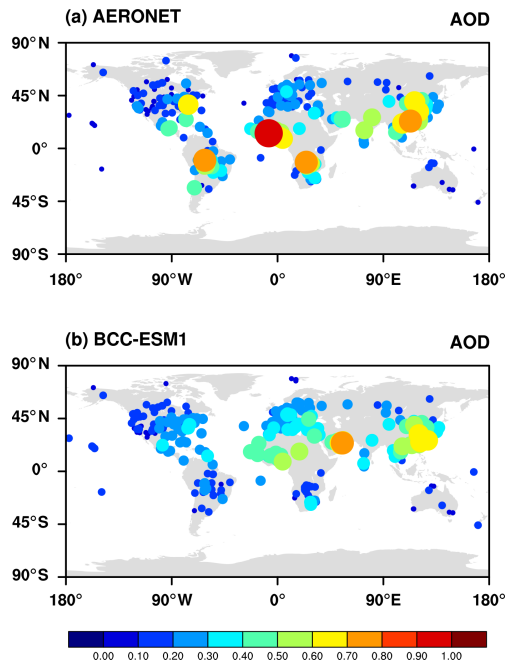 (a) AERONET AOD
90° N
45° N
0°
45° S
90° S
180° 90° W 0° 90° E 180°
(b) BCC-ESM1 AOD
90° N
45° N
0°
45° S
90° S
180° 90° W 0° 90° E 180°
0.00 0.10 0.20 0.30 0.40 0.50 0.60 0.70 0.80 0.90 1.00